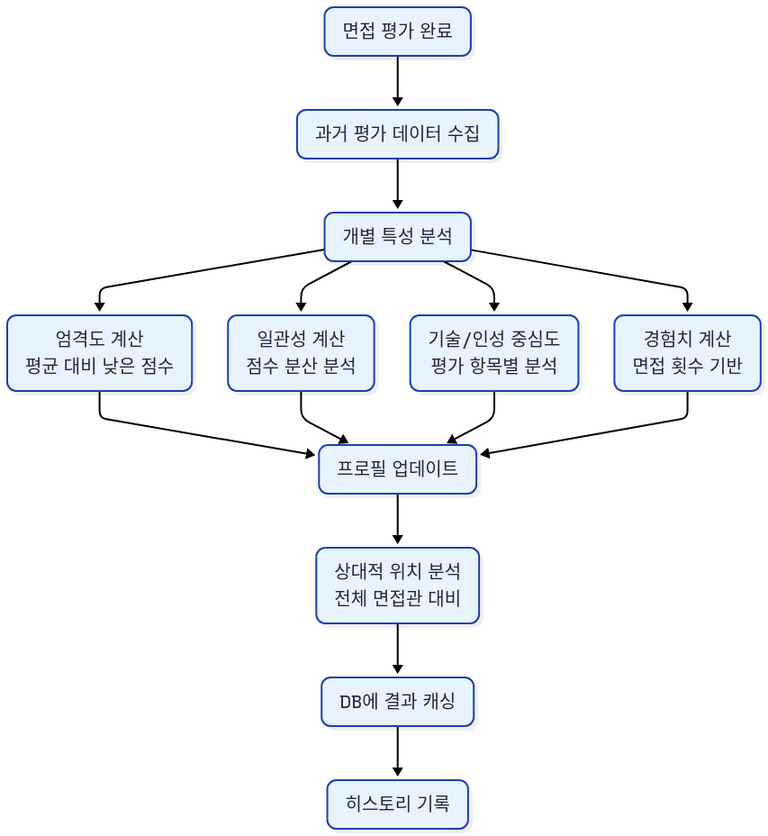 면접 평가 완료
과거 평가 데이터 수집
개별 특성 분석
엄격도 계산
평균 대비 낮은 점수
일관성 계산
점수 분산 분석
기술/인성 중심도
평가 항목별 분석
경험치 계산
면접 횟수 기반
프로필 업데이트
상대적 위치 분석
전체 면접관 대비
DB에 결과 캐싱
히스토리 기록